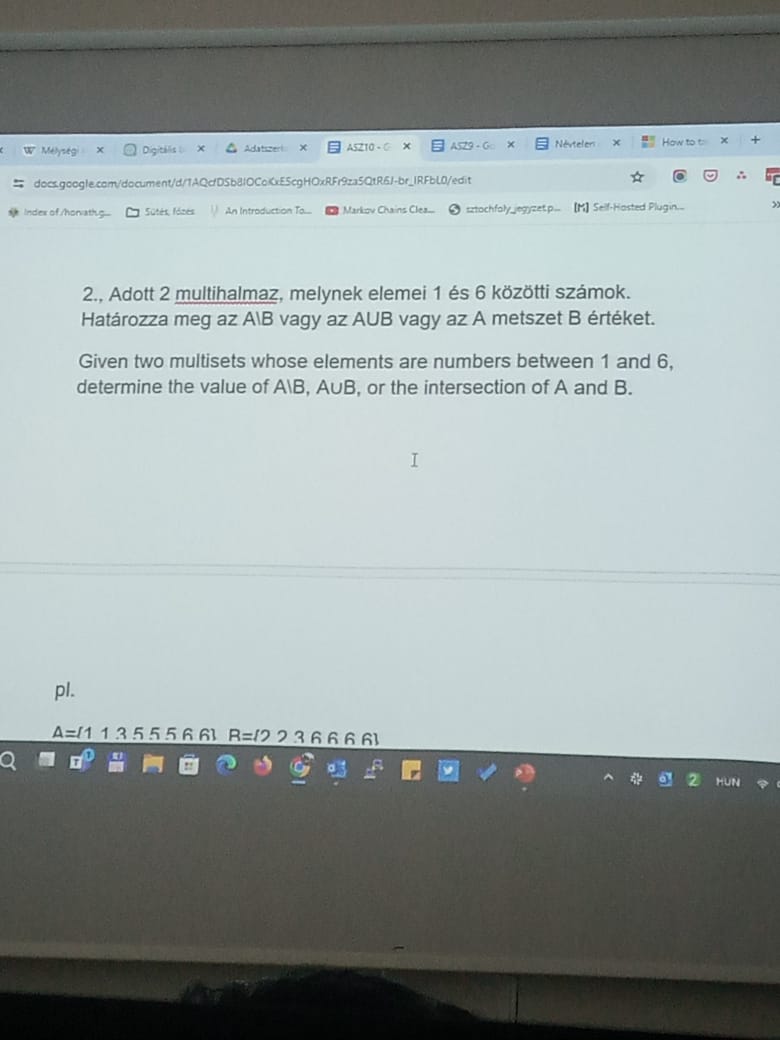 Mélységi
Digitális
Adatszerk
ASZ10 - G
ASZ9 - Go
Névtelen
How to
docs.google.com/document/d/
-br_IRFbL0/edit
Index of /horvath.g...
Sütés, főzés
An Introduction To...
Markov Chains Clea...
sztochfoly_jegyzet.p...
[M] Self-Hosted Plugin...
2., Adott 2 multihalmaz, melynek elemei 1 és 6 közötti számok.
Határozza meg az A\B vagy az AUB vagy az A metszet B értéket.
Given two multisets whose elements are numbers between 1 and 6,
determine the value of A\B, A∪B, or the intersection of A and B.
pl.
A={1 1 3 5 5 5 6 6} B={2 2 3 6 6 6 6}
2
HUN